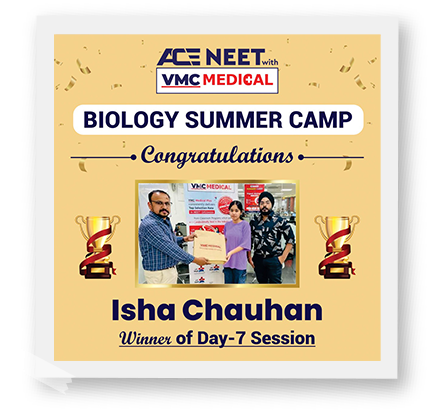 ACE NEET with
VMC MEDICAL
BIOLOGY SUMMER CAMP
Congratulations
VMC MEDICAL
Isha Chauhan
Winner of Day-7 Session